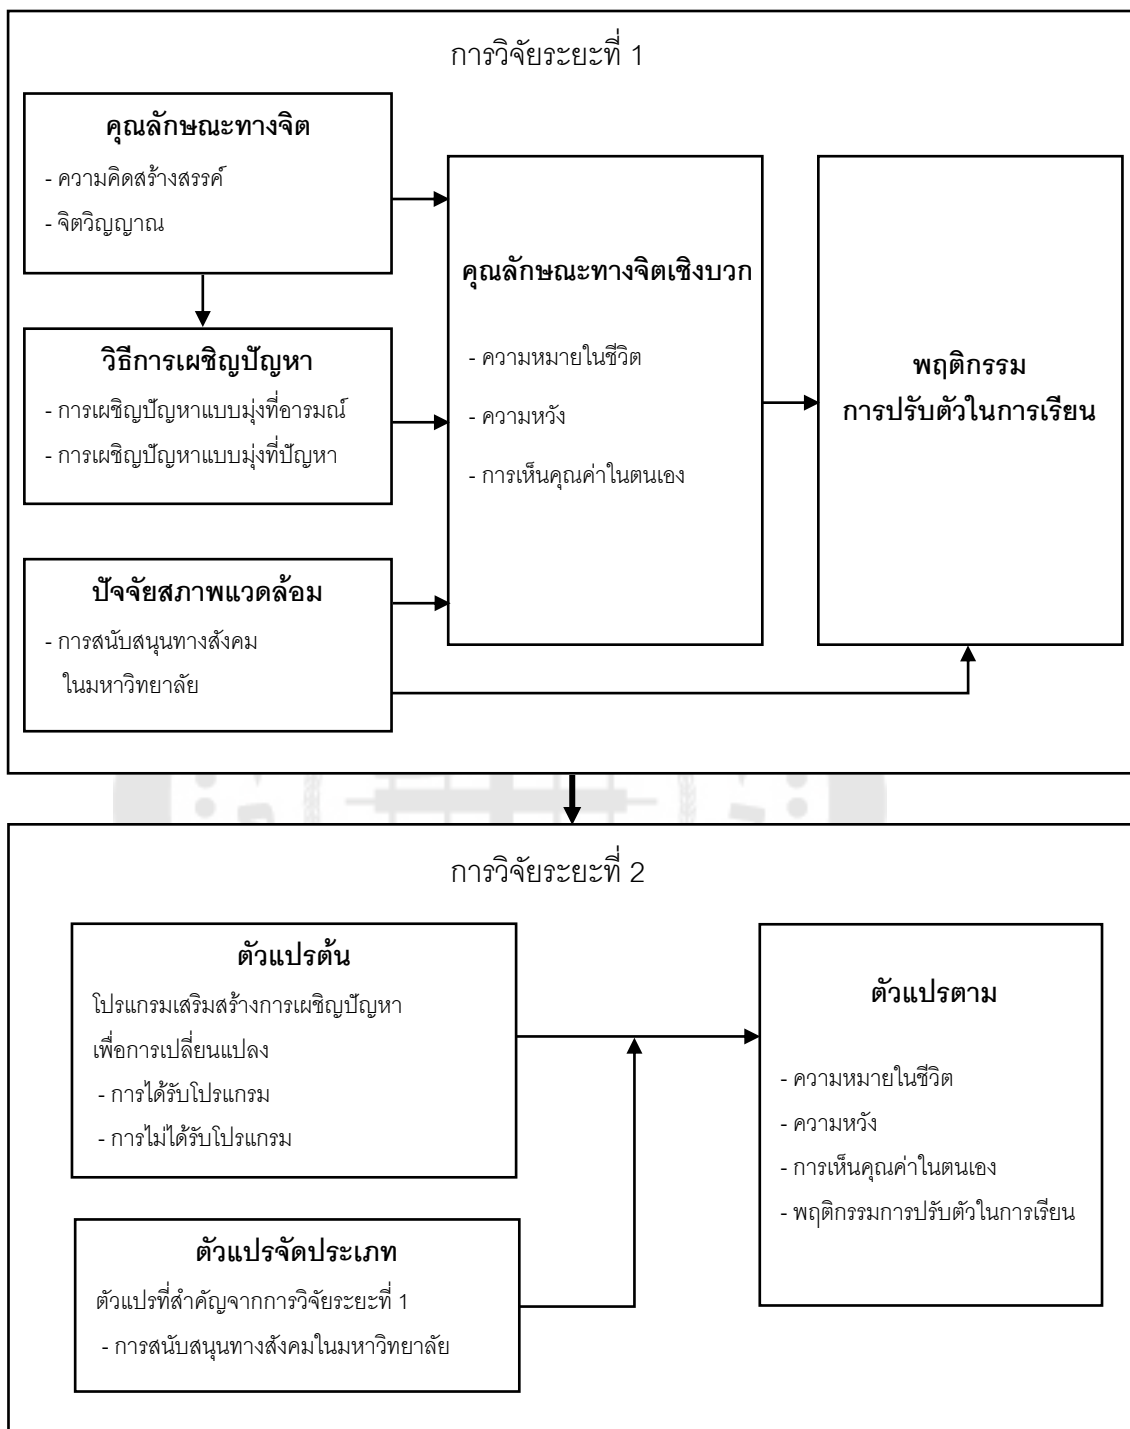 การวิจัยระยะที่ 1
คุณลักษณะทางจิต
- ความคิดสร้างสรรค์
- จิตวิญญาณ
วิธีการเผชิญปัญหา
- การเผชิญปัญหาแบบมุ่งที่อารมณ์
- การเผชิญปัญหาแบบมุ่งที่ปัญหา
ปัจจัยสภาพแวดล้อม
- การสนับสนุนทางสังคม
ในมหาวิทยาลัย
คุณลักษณะทางจิตเชิงบวก
- ความหมายในชีวิต
- ความหวัง
- การเห็นคุณค่าในตนเอง
พฤติกรรม
การปรับตัวในการเรียน
การวิจัยระยะที่ 2
ตัวแปรต้น
โปรแกรมเสริมสร้างการเผชิญปัญหา
เพื่อการเปลี่ยนแปลง
- การได้รับโปรแกรม
- การไม่ได้รับโปรแกรม
ตัวแปรจัดประเภท
ตัวแปรที่สำคัญจากการวิจัยระยะที่ 1
- การสนับสนุนทางสังคมในมหาวิทยาลัย
ตัวแปรตาม
- ความหมายในชีวิต
- ความหวัง
- การเห็นคุณค่าในตนเอง
- พฤติกรรมการปรับตัวในการเรียน